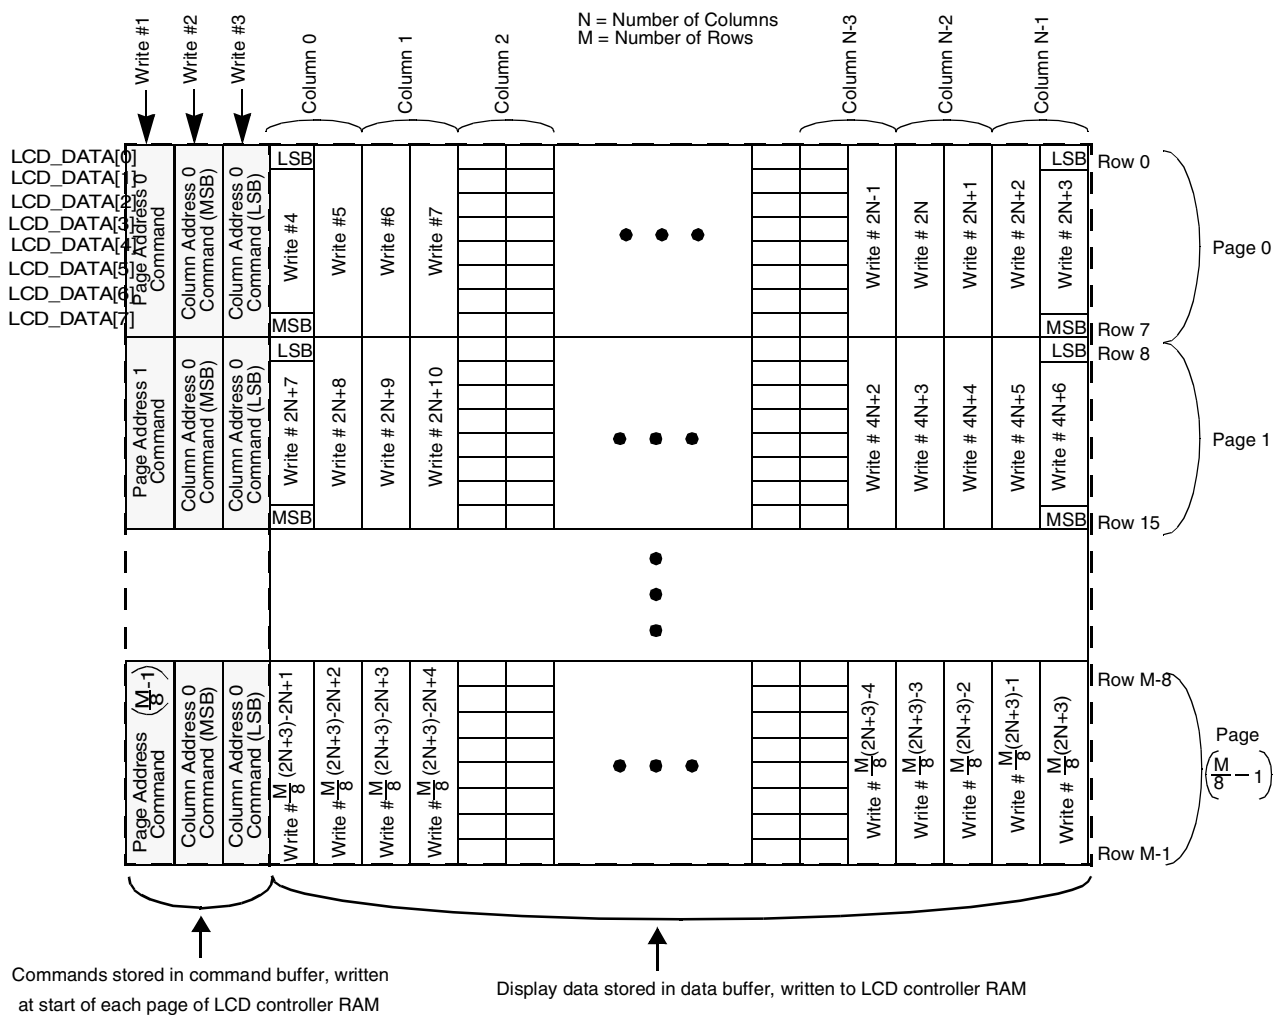 N = Number of Columns
M = Number of Rows
Write #1
Write #2
Write #3
Column 0
Column 1
Column 2
Column N-3
Column N-2
Column N-1
LCD_DATA[0]
LCD_DATA[1]
LCD_DATA[2]
LCD_DATA[3]
LCD_DATA[4]
LCD_DATA[5]
LCD_DATA[6]
LCD_DATA[7]
Page Address 0
Command
Column Address 0
Command (MSB)
Column Address 0
Command (LSB)
LSB
Write #4
MSB
Write #5
Write #6
Write #7
Write # 2N-1
Write # 2N
Write # 2N+1
Write # 2N+2
LSB
Write # 2N+3
MSB
Row 0
Row 7
Page 0
Page Address 1
Command
Column Address 0
Command (MSB)
Column Address 0
Command (LSB)
LSB
Write # 2N+7
MSB
Write # 2N+8
Write # 2N+9
Write # 2N+10
Write # 4N+2
Write # 4N+3
Write # 4N+4
Write # 4N+5
LSB
Write # 4N+6
MSB
Row 8
Row 15
Page 1
Page Address (M/8-1)
Command
Column Address 0
Command (MSB)
Column Address 0
Command (LSB)
Write # M/8 (2N+3)-2N+1
Write # M/8 (2N+3)-2N+2
Write # M/8 (2N+3)-2N+3
Write # M/8 (2N+3)-2N+4
Write # M/8 (2N+3)-4
Write # M/8 (2N+3)-3
Write # M/8 (2N+3)-2
Write # M/8 (2N+3)-1
Write # M/8 (2N+3)
Row M-8
Row M-1
Page
(M/8 − 1)
Commands stored in command buffer, written
at start of each page of LCD controller RAM
Display data stored in data buffer, written to LCD controller RAM